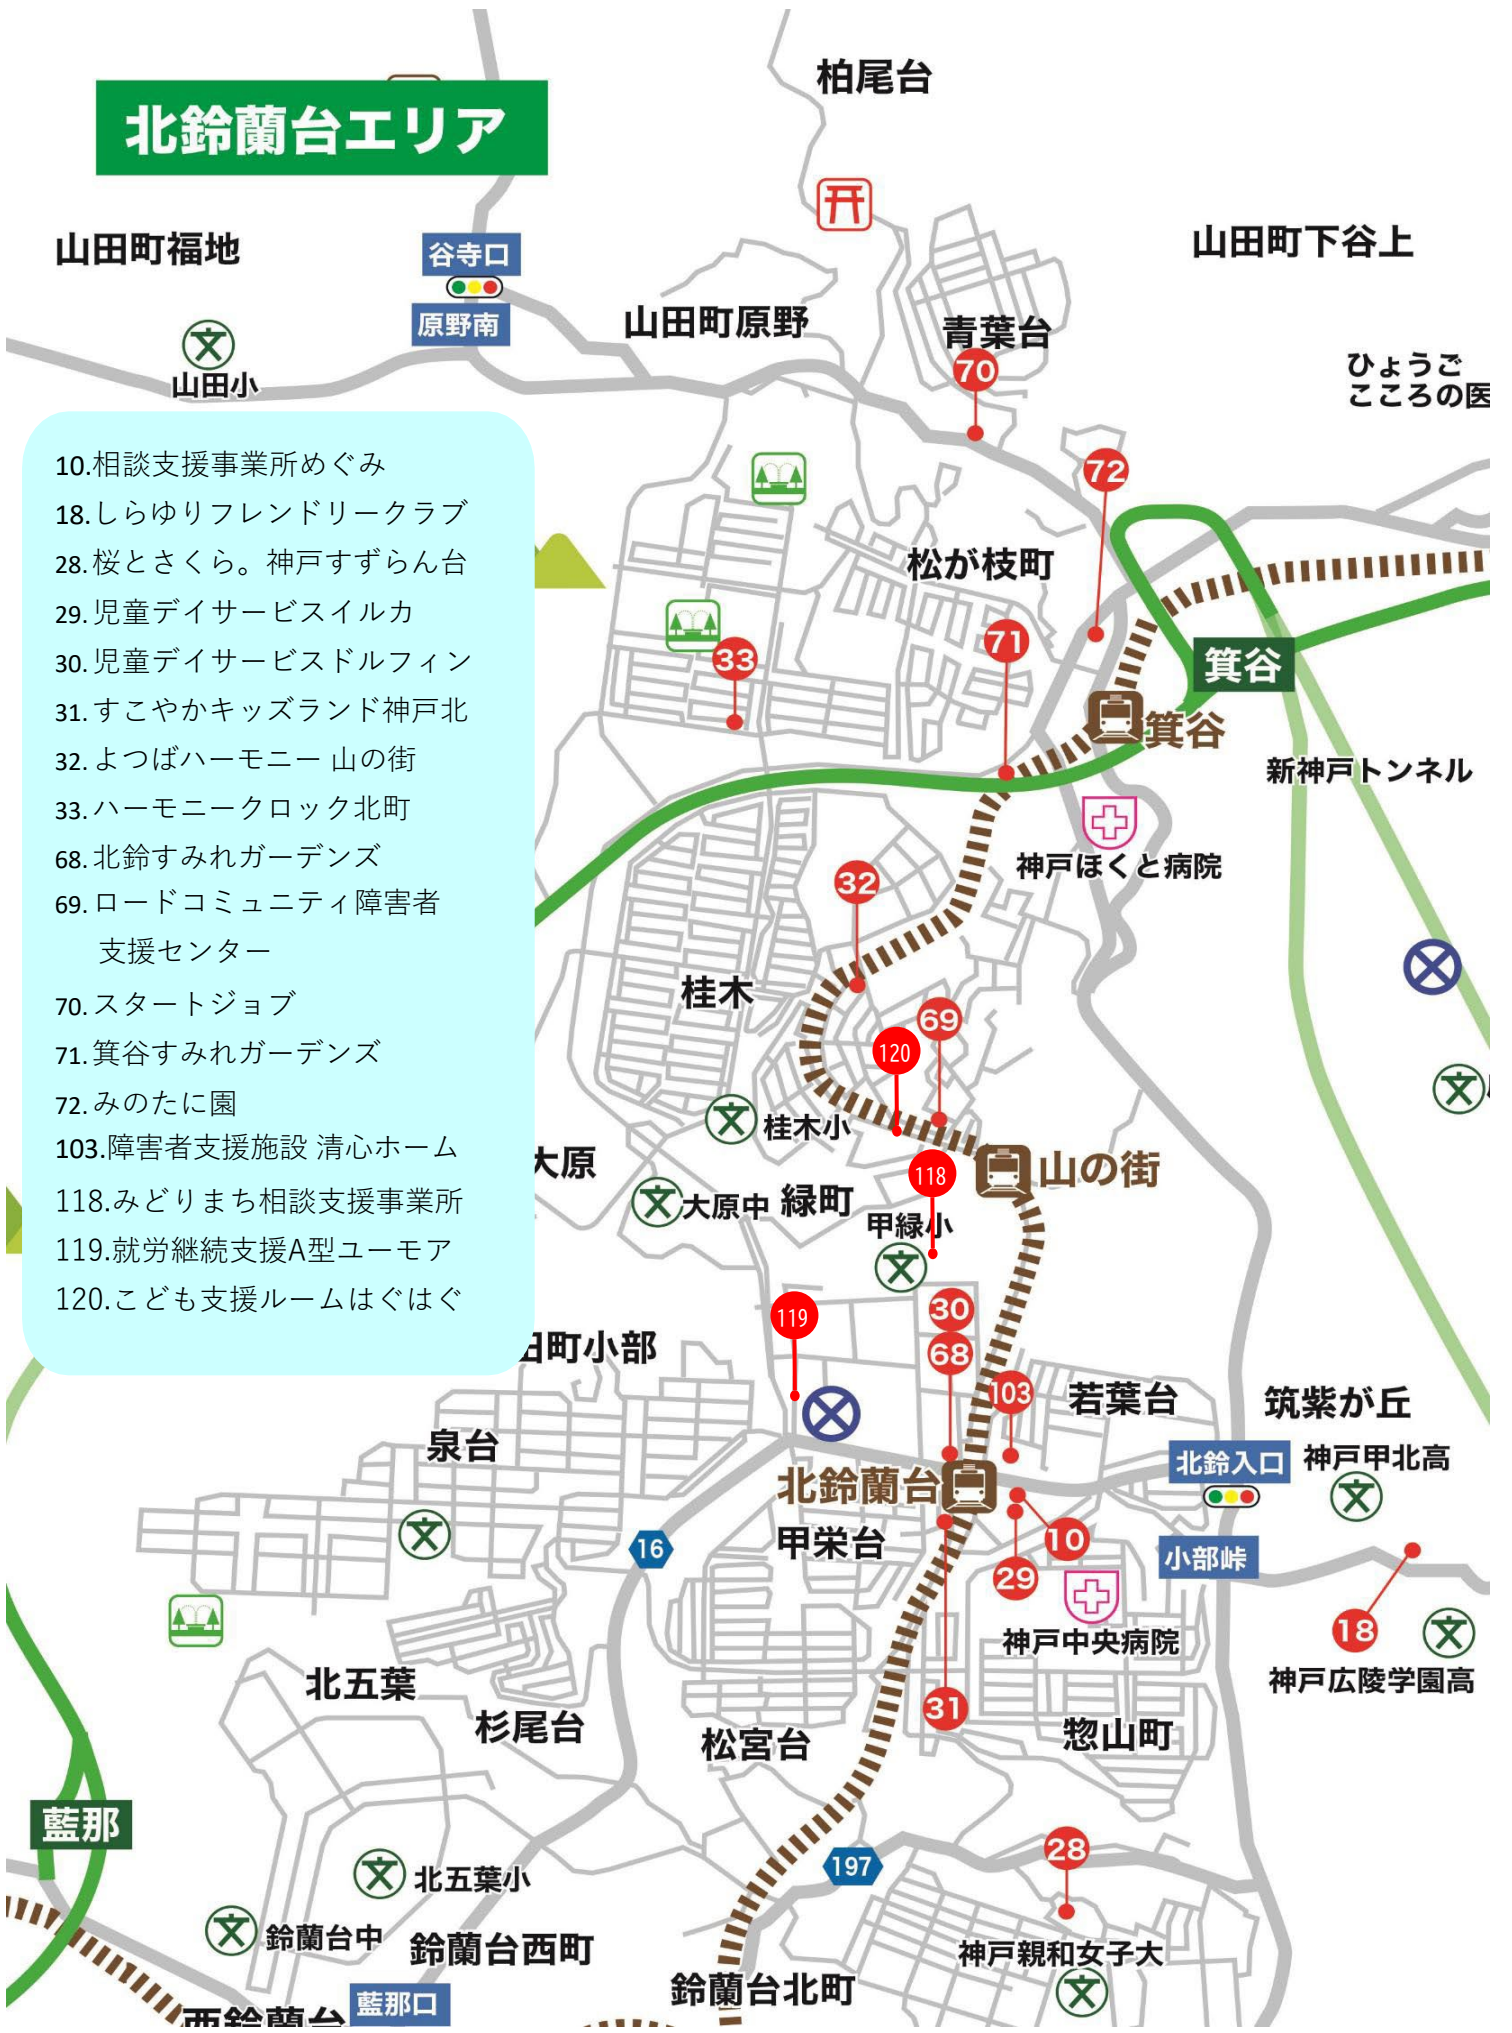 北鈴蘭台エリア
柏尾台
山田町福地
谷寺口
原野南
山田町原野
山田町下谷上
青葉台
山田小
ひょうご
こころの医
70
72
10.相談支援事業所めぐみ
18.しらゆりフレンドリークラブ
28.桜とさくら。神戸すずらん台
29.児童デイサービスイルカ
30.児童デイサービスドルフィン
31.すこやかキッズランド神戸北
32.よつばハーモニー 山の街
33.ハーモニークロック北町
68.北鈴すみれガーデンズ
69.ロードコミュニティ障害者
支援センター
70.スタートジョブ
71.箕谷すみれガーデンズ
72.みのたに園
103.障害者支援施設 清心ホーム
118.みどりまち相談支援事業所
119.就労継続支援A型ユーモア
120.こども支援ルームはぐはぐ
松が枝町
71
33
箕谷
箕谷
新神戸トンネル
神戸ほくと病院
32
桂木
69
120
桂木小
大原
山の街
118
大原中
緑町
甲緑小
30
119
68
田町小部
103
若葉台
筑紫が丘
泉台
北鈴入口
神戸甲北高
北鈴蘭台
甲栄台
16
10
小部峠
29
神戸中央病院
18
神戸広陵学園高
北五葉
31
杉尾台
松宮台
惣山町
藍那
28
197
北五葉小
鈴蘭台中
鈴蘭台西町
神戸親和女子大
鈴蘭台北町
藍那口
西鈴蘭台